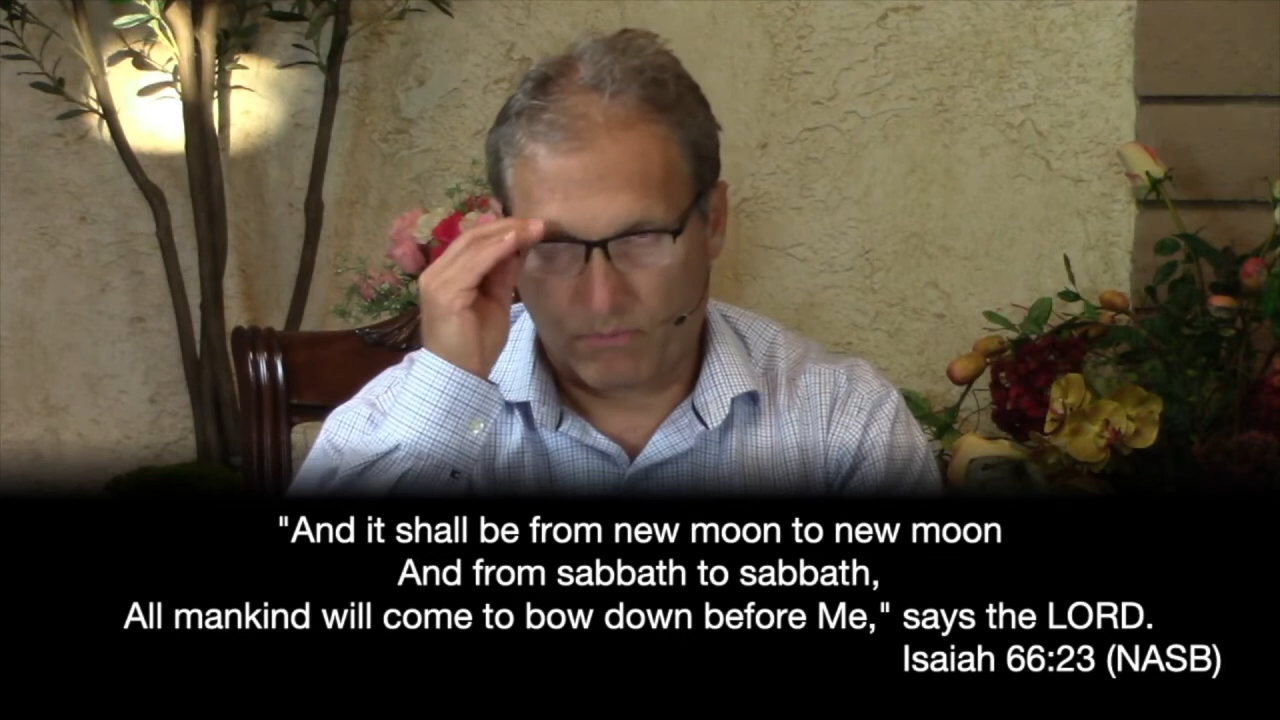 "And it shall be from new moon to new moon
And from sabbath to sabbath,
All mankind will come to bow down before Me," says the LORD.
Isaiah 66:23 (NASB)